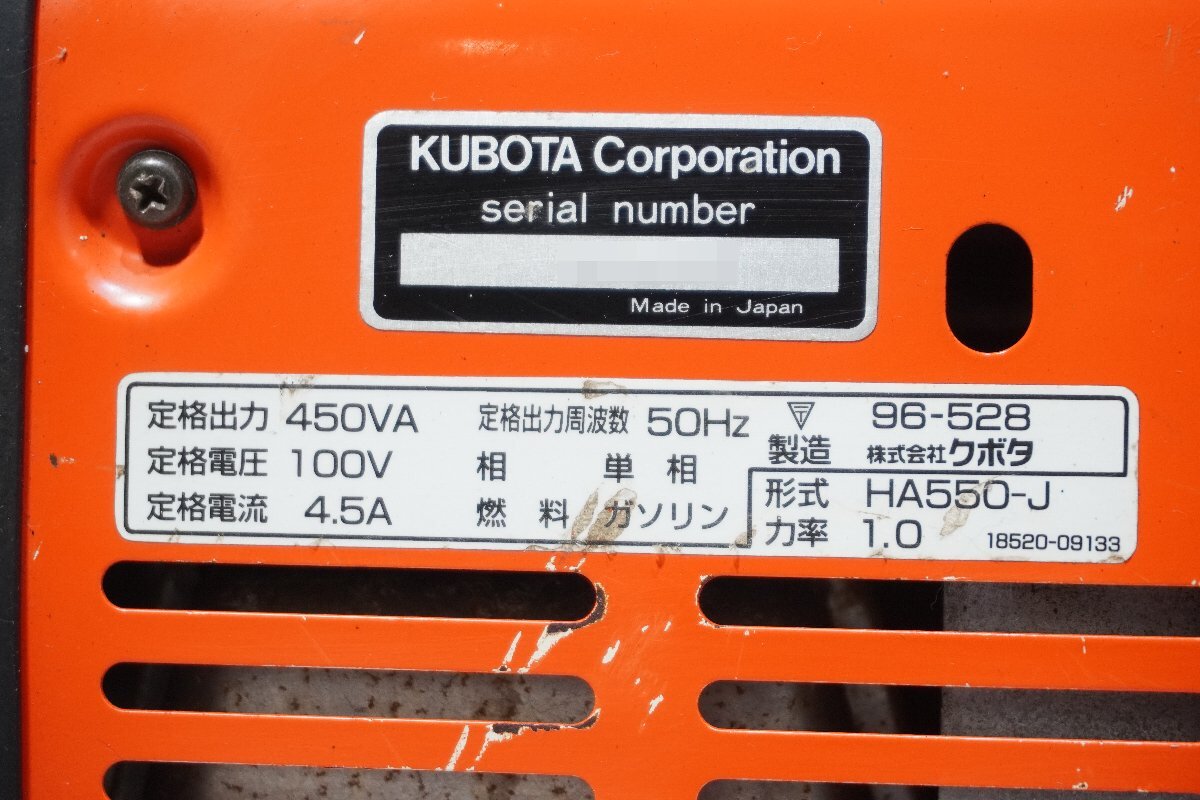 KUBOTA Corporation
serial number
Made in Japan
定格出力 450VA 定格出力周波数 50Hz 〒 96-528
定格電圧 100V 相 単相 製造 株式会社クボタ
定格電流 4.5A 燃料 ガソリン 形式 HA550-J
力率 1.0 18520-09133